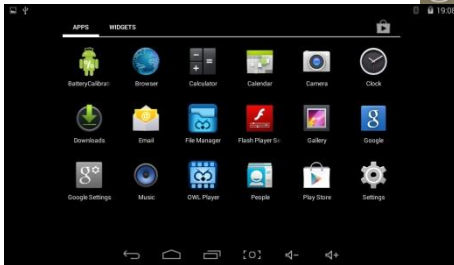 19:08
APPS WIDGETS
BatteryCalibrat
Browser
Calculator
Calendar
Camera
Clock
Downloads
Email
File Manager
Flash Player Se
Gallery
Google
Google Settings
Music
OWL Player
People
Play Store
Settings